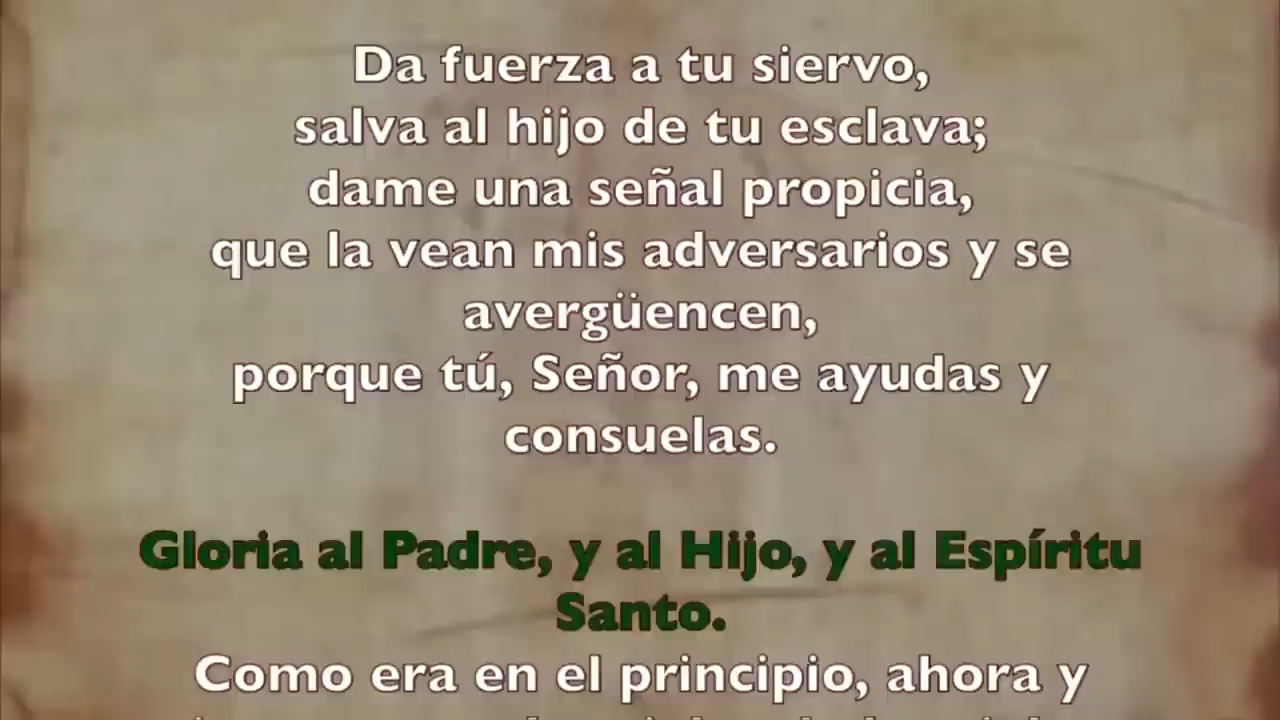 Da fuerza a tu siervo,
salva al hijo de tu esclava;
dame una señal propicia,
que la vean mis adversarios y se
avergüencen,
porque tú, Señor, me ayudas y
consuelas.
Gloria al Padre, y al Hijo, y al Espíritu
Santo.
Como era en el principio, ahora y